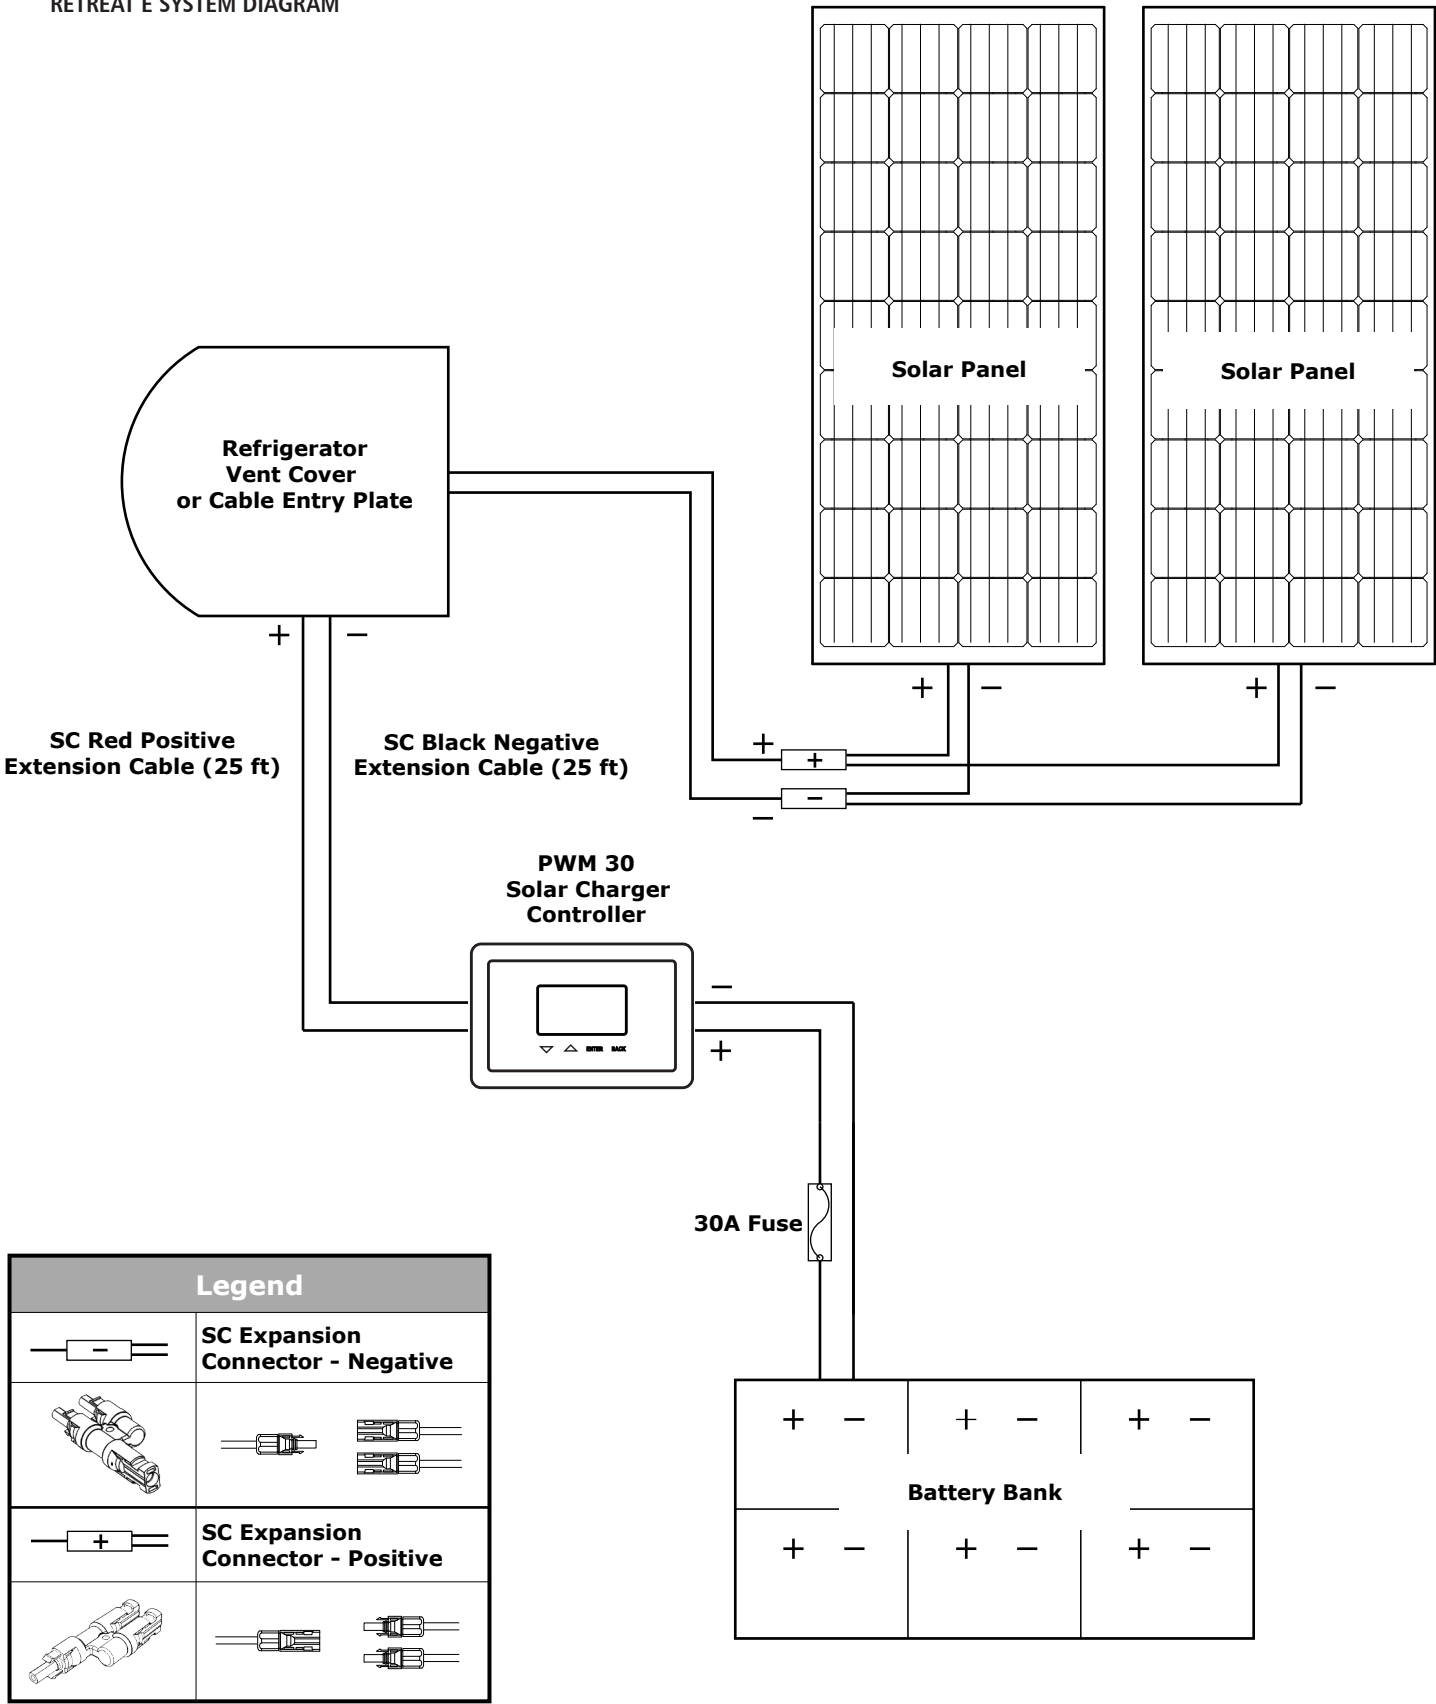 RETREAT E SYSTEM DIAGRAM
Solar Panel
Solar Panel
Refrigerator
Vent Cover
or Cable Entry Plate
+ −
+ −
+ −
SC Red Positive
Extension Cable (25 ft)
SC Black Negative
Extension Cable (25 ft)
+
+
−
−
PWM 30
Solar Charger
Controller
−
ENTER BACK
+
30A Fuse
Legend
−
SC Expansion
Connector - Negative
+
SC Expansion
Connector - Positive
+ − + − + −
Battery Bank
+ − + − + −